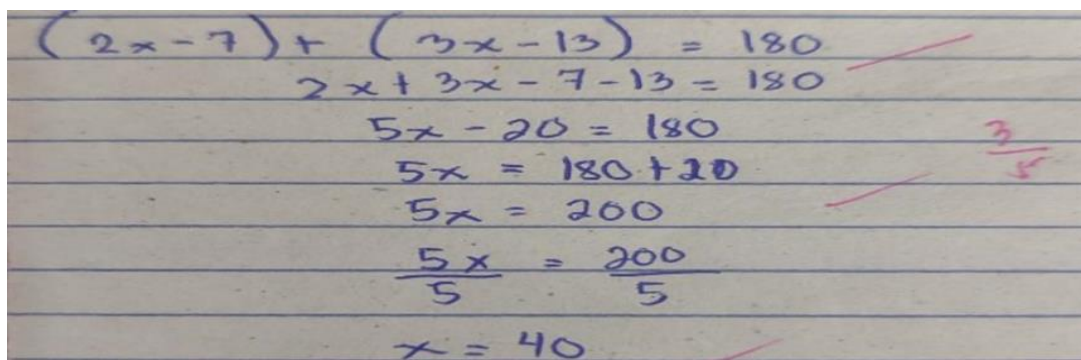 (2x-7)+(3x-13) = 180
2x+3x-7-13 = 180
5x-20 = 180
5x = 180+20
5x = 200
5x/5 = 200/5
x = 40
3/5